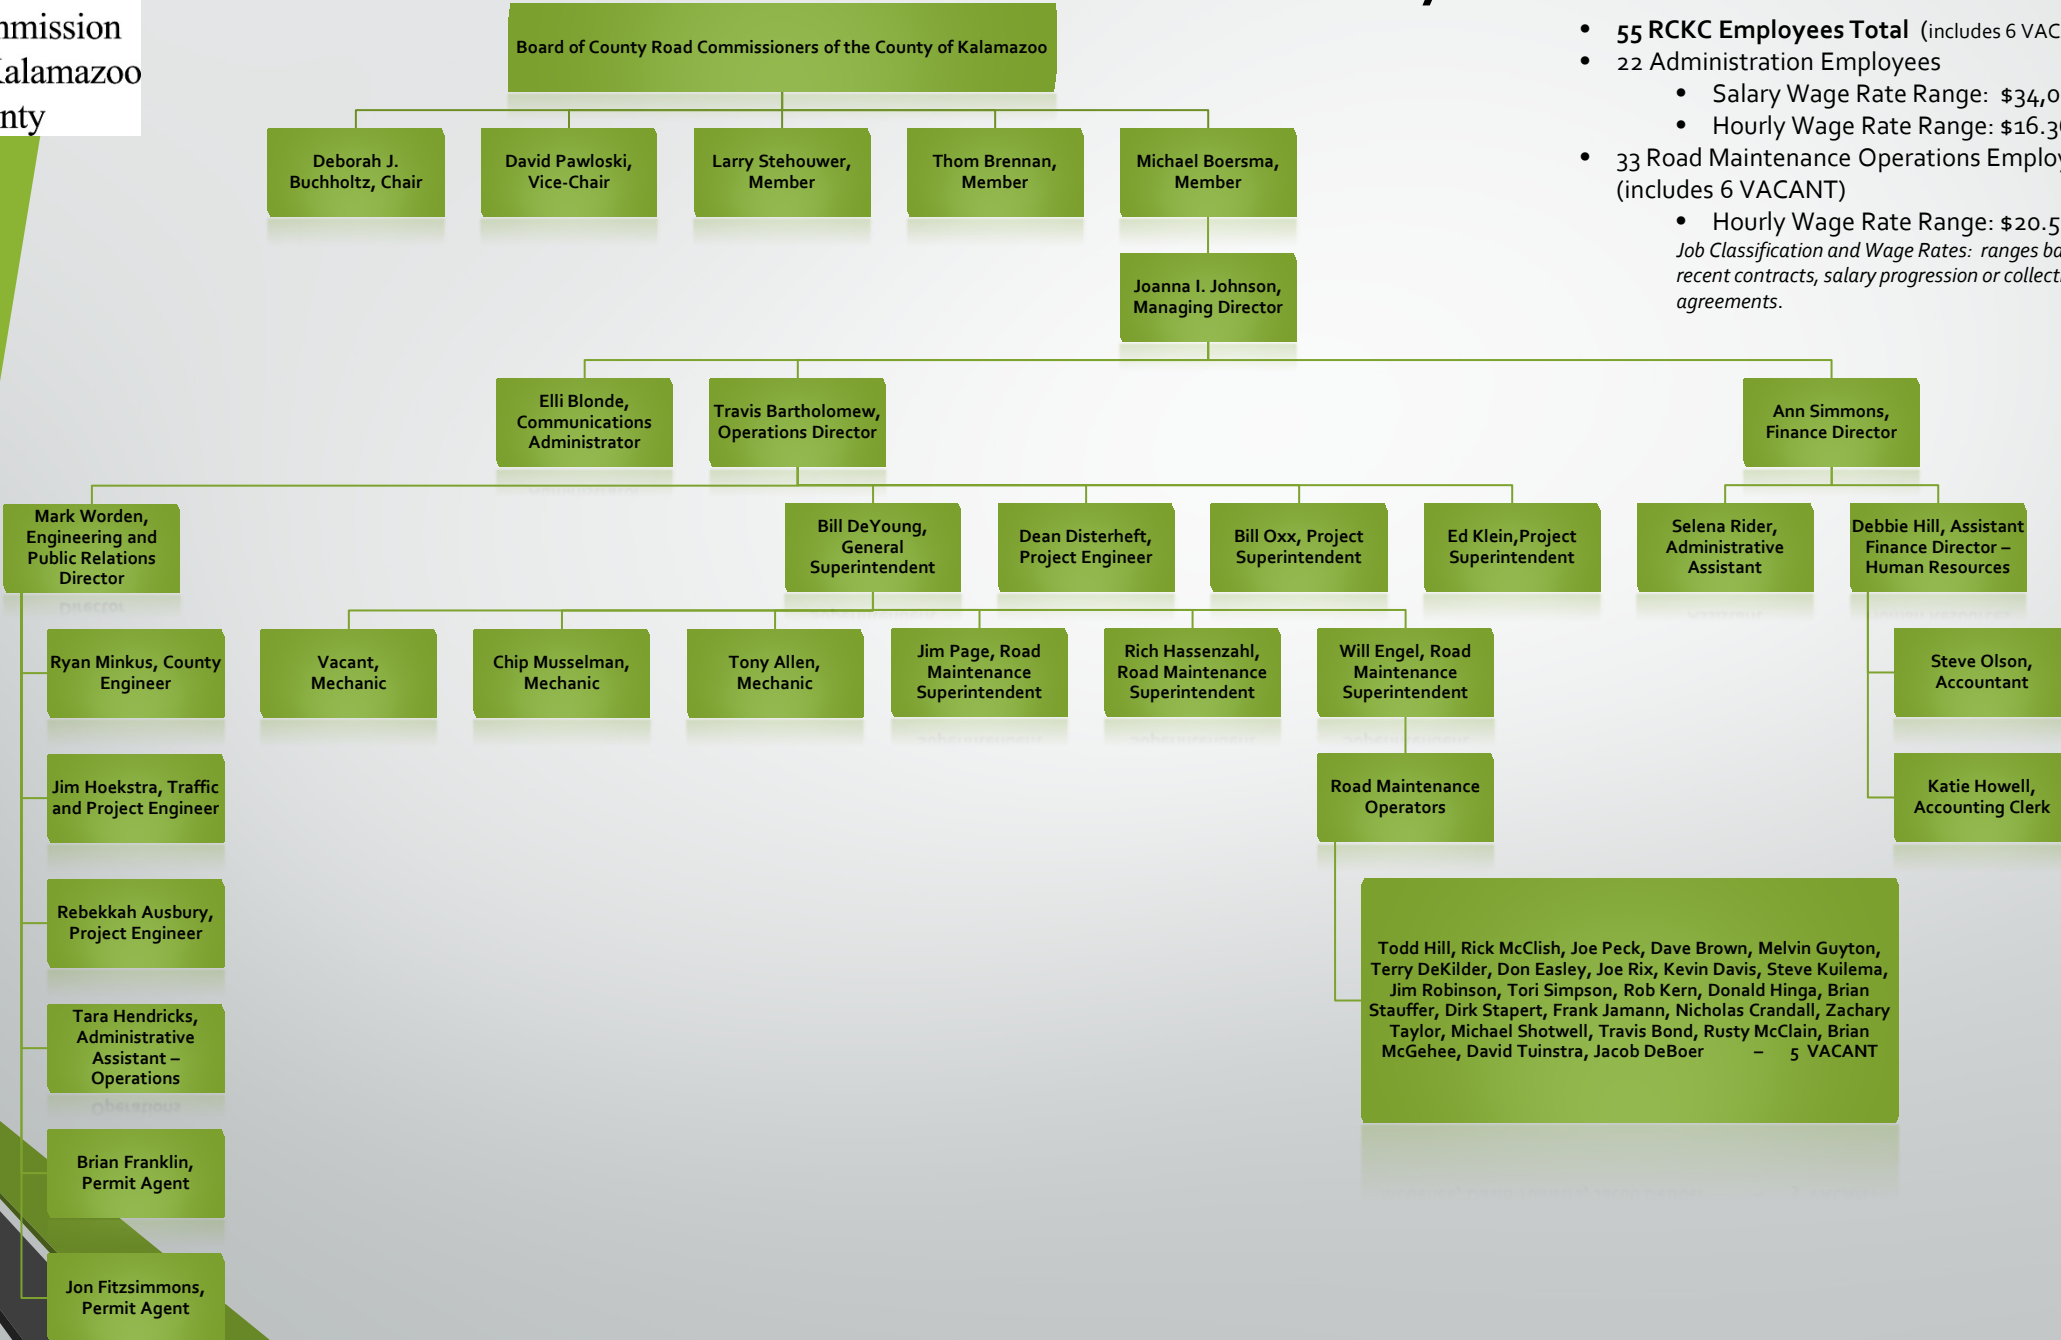 Kalamazoo
Board of County Road Commissioners of the County of Kalamazoo
55 RCKC Employees Total (includes 6
22 Administration Employees
Salary Wage Rate Range:
Hourly Wage Rate Range:
33 Road Maintenance Operations
(includes 6 VACANT)
Hourly Wage Rate Range:
Job Classification and Wage Rates: ranges
recent contracts, salary progression or
agreements.
Deborah J.
Buchholtz, Chair
David Pawloski,
Vice-Chair
Larry Stehouwer,
Member
Thom Brennan,
Member
Michael Boersma,
Member
Joanna I. Johnson,
Managing Director
Elli Blonde,
Communications
Administrator
Travis Bartholomew,
Operations Director
Ann Simmons,
Finance Director
Mark Worden,
Engineering and
Public Relations
Director
Bill DeYoung,
General
Superintendent
Dean Disterheft,
Project Engineer
Bill Oxx, Project
Superintendent
Ed Klein,Project
Superintendent
Selena Rider,
Administrative
Assistant
Debbie Hill, Assistant
Finance Director –
Human Resources
Ryan Minkus, County
Engineer
Vacant,
Mechanic
Chip Musselman,
Mechanic
Tony Allen,
Mechanic
Jim Page, Road
Maintenance
Superintendent
Rich Hassenzahl,
Road Maintenance
Superintendent
Will Engel, Road
Maintenance
Superintendent
Steve Olson,
Accountant
Jim Hoekstra, Traffic
and Project Engineer
Road Maintenance
Operators
Katie Howell,
Accounting Clerk
Rebekkah Ausbury,
Project Engineer
Todd Hill, Rick McClish, Joe Peck, Dave Brown, Melvin Guyton,
Terry DeKilder, Don Easley, Joe Rix, Kevin Davis, Steve Kuilema,
Jim Robinson, Tori Simpson, Rob Kern, Donald Hinga, Brian
Stauffer, Dirk Stapert, Frank Jamann, Nicholas Crandall, Zachary
Taylor, Michael Shotwell, Travis Bond, Rusty McClain, Brian
McGehee, David Tuinstra, Jacob DeBoer – 5 VACANT
Tara Hendricks,
Administrative
Assistant –
Operations
Brian Franklin,
Permit Agent
Jon Fitzsimmons,
Permit Agent